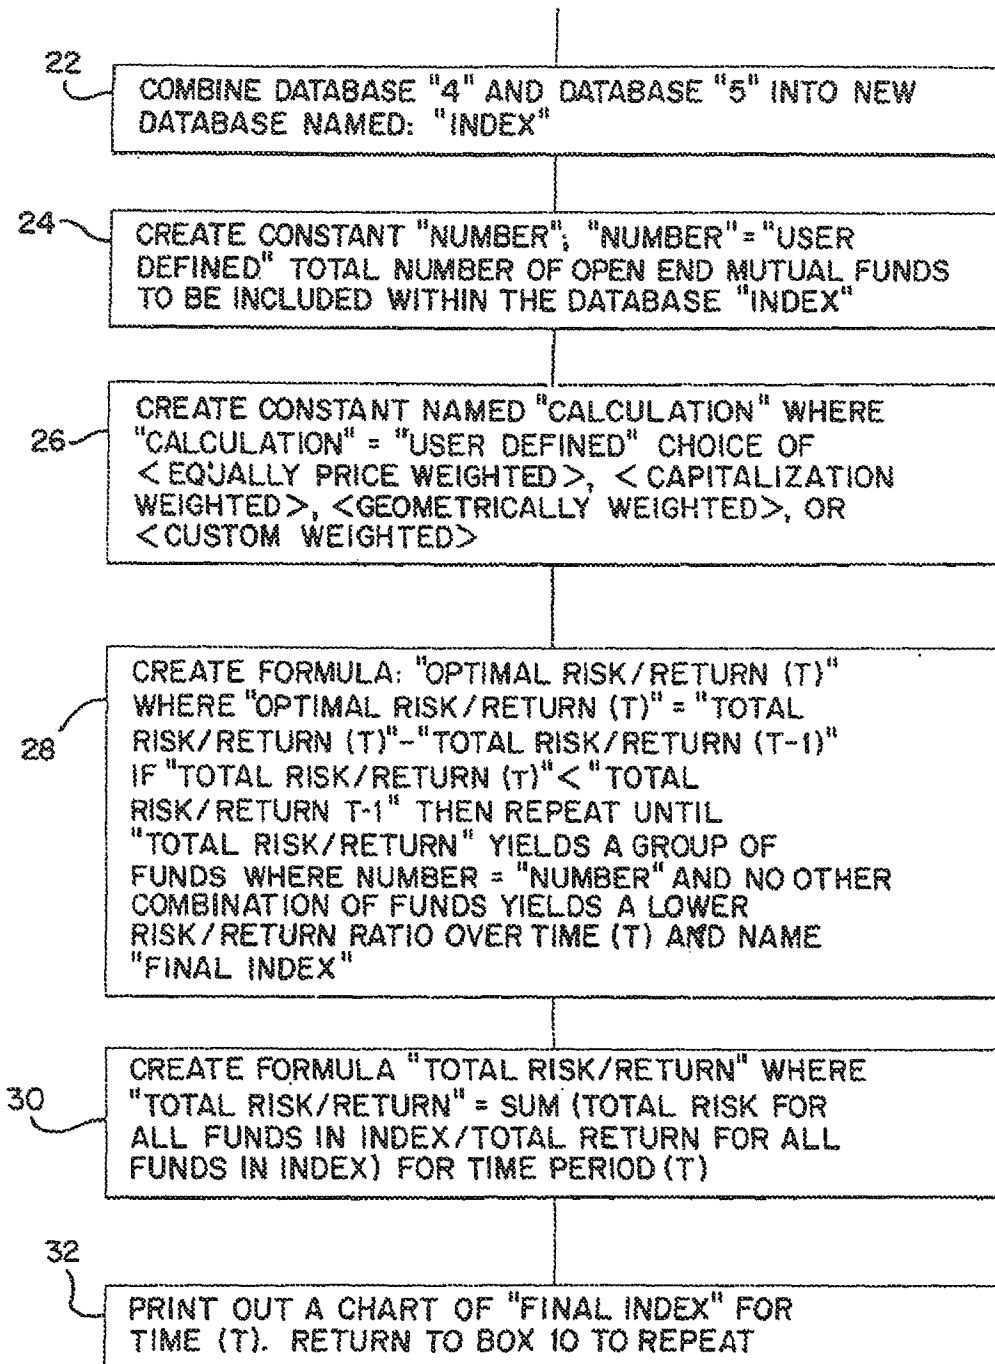 22
COMBINE DATABASE "4" AND DATABASE "5" INTO NEW
DATABASE NAMED: "INDEX"
24
CREATE CONSTANT "NUMBER"; "NUMBER" = "USER
DEFINED" TOTAL NUMBER OF OPEN END MUTUAL FUNDS
TO BE INCLUDED WITHIN THE DATABASE "INDEX"
26
CREATE CONSTANT NAMED "CALCULATION" WHERE
"CALCULATION" = "USER DEFINED" CHOICE OF
<EQUALLY PRICE WEIGHTED>, <CAPITALIZATION
WEIGHTED>, <GEOMETRICALLY WEIGHTED>, OR
<CUSTOM WEIGHTED>
28
CREATE FORMULA: "OPTIMAL RISK/RETURN (T)"
WHERE "OPTIMAL RISK/RETURN (T)" = "TOTAL
RISK/RETURN (T)"-"TOTAL RISK/RETURN (T-1)"
IF "TOTAL RISK/RETURN (T)" < "TOTAL
RISK/RETURN T-1" THEN REPEAT UNTIL
"TOTAL RISK/RETURN" YIELDS A GROUP OF
FUNDS WHERE NUMBER = "NUMBER" AND NO OTHER
COMBINATION OF FUNDS YIELDS A LOWER
RISK/RETURN RATIO OVER TIME (T) AND NAME
"FINAL INDEX"
30
CREATE FORMULA "TOTAL RISK/RETURN" WHERE
"TOTAL RISK/RETURN" = SUM (TOTAL RISK FOR
ALL FUNDS IN INDEX/TOTAL RETURN FOR ALL
FUNDS IN INDEX) FOR TIME PERIOD (T)
32
PRINT OUT A CHART OF "FINAL INDEX" FOR
TIME (T). RETURN TO BOX 10 TO REPEAT